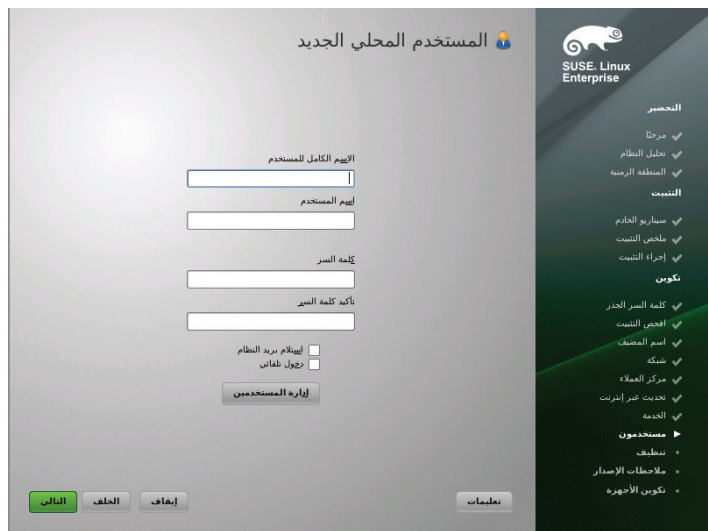 المستخدم المحلي الجديد
الاسم الكامل للمستخدم
اسم المستخدم
كلمة السر
تأكيد كلمة السر
استلام بريد النظام
دخول تلقائي
إدارة المستخدمين
تعليمات
إيقاف
الخلف
التالي
SUSE. Linux
Enterprise
التحضير
مرحبًا
تحليل النظام
المنطقة الزمنية
التثبيت
سيناريو الخادم
ملخص التثبيت
إجراء التثبيت
تكوين
كلمة السر الجذر
افحص التثبيت
اسم المضيف
شبكة
مركز العملاء
تحديث عبر إنترنت
الخدمة
مستخدمون
تنظيف
ملاحظات الإصدار
تكوين الأجهزة